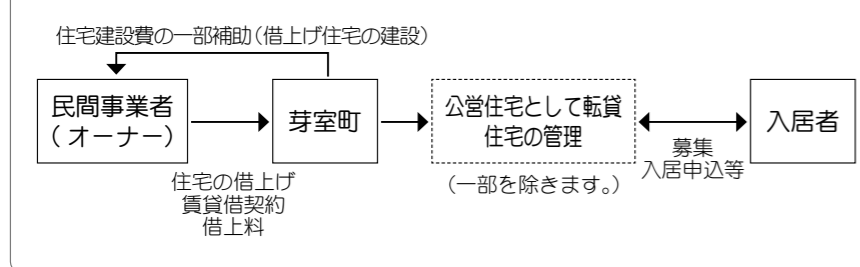 住宅建設費の一部補助（借上げ住宅の建設）
民間事業者
（オーナー）
芽室町
公営住宅として転貸
住宅の管理
入居者
住宅の借上げ
賃貸借契約
借上料
（一部を除きます。）
募集
入居申込等